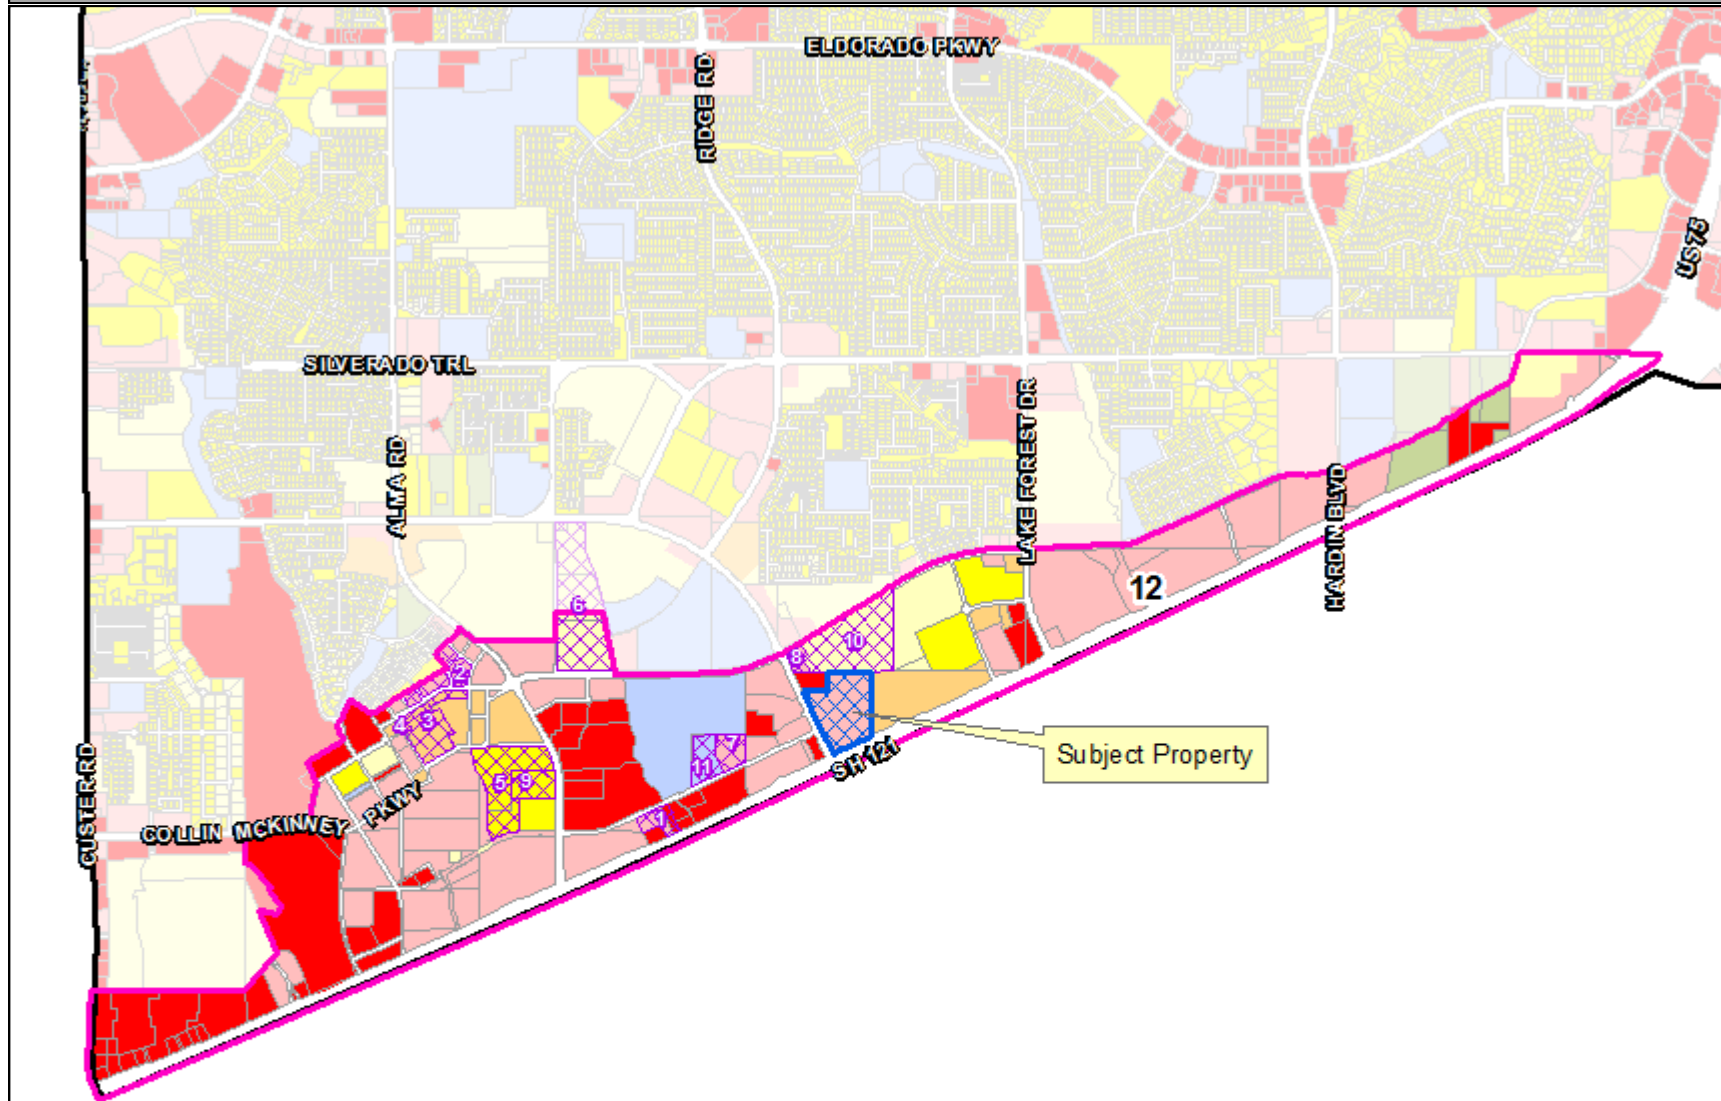 ELDORADO PKWY
RIDGE RD
US 75
SILVERADO TRL
ALMA RD
LAKE FOREST DR
HARDIN BLVD
12
6
10
8
2
4
3
7
11
5
9
1
Subject Property
SH 121
CUSTER RD
COLLIN MCKINNEY PKWY